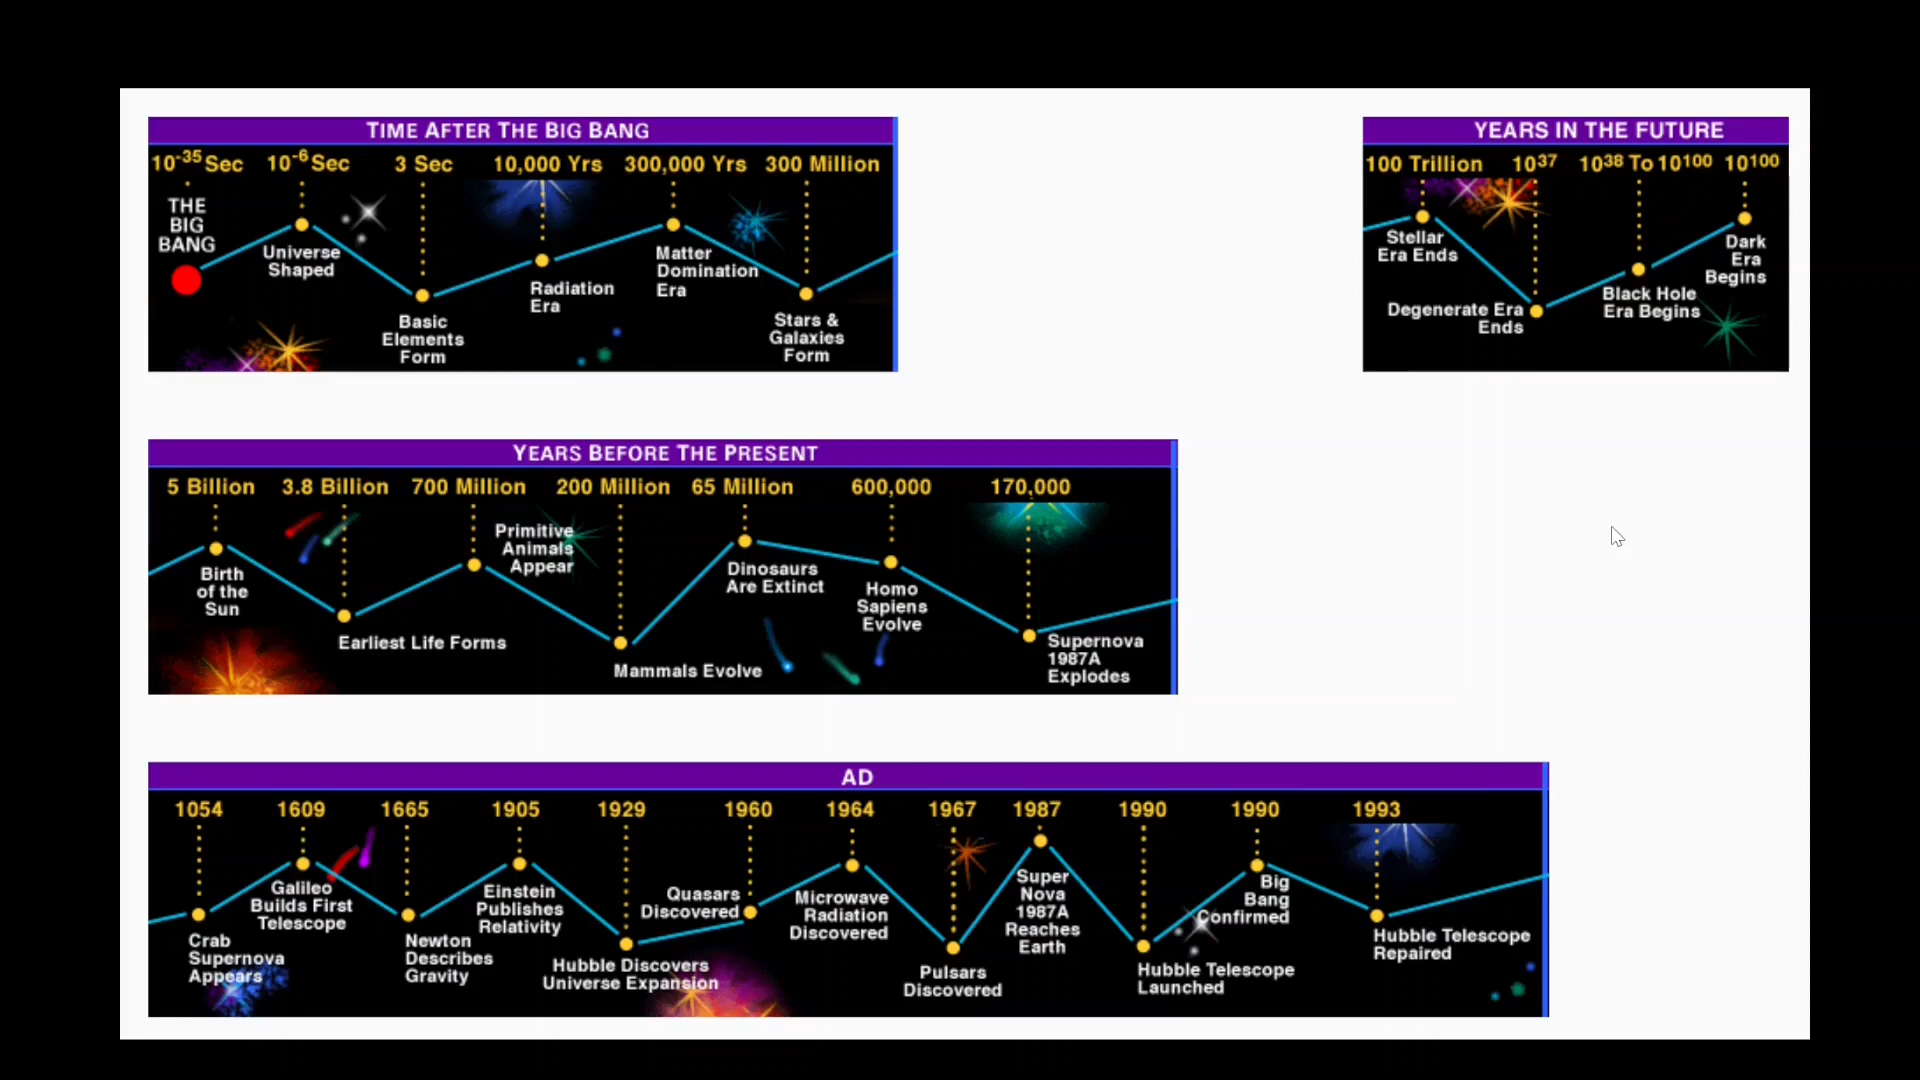 TIME AFTER THE BIG BANG
10-35 Sec 10-6 Sec 3 Sec 10,000 Yrs 300,000 Yrs 300 Million
THE
BIG
BANG
Universe
Shaped
Basic
Elements
Form
Radiation
Era
Matter
Domination
Era
Stars &
Galaxies
Form
YEARS IN THE FUTURE
100 Trillion 1037 1038 To 10100 10100
Stellar
Era Ends
Degenerate Era
Ends
Black Hole
Era Begins
Dark
Era
Begins
YEARS BEFORE THE PRESENT
5 Billion 3.8 Billion 700 Million 200 Million 65 Million 600,000 170,000
Birth
of the
Sun
Earliest Life Forms
Primitive
Animals
Appear
Mammals Evolve
Dinosaurs
Are Extinct
Homo
Sapiens
Evolve
Supernova
1987A
Explodes
AD
1054 1609 1665 1905 1929 1960 1964 1967 1987 1990 1990 1993
Crab
Supernova
Appears
Galileo
Builds First
Telescope
Newton
Describes
Gravity
Einstein
Publishes
Relativity
Hubble Discovers
Universe Expansion
Quasars
Discovered
Microwave
Radiation
Discovered
Pulsars
Discovered
Super
Nova
1987A
Reaches
Earth
Hubble Telescope
Launched
Big
Bang
Confirmed
Hubble Telescope
Repaired